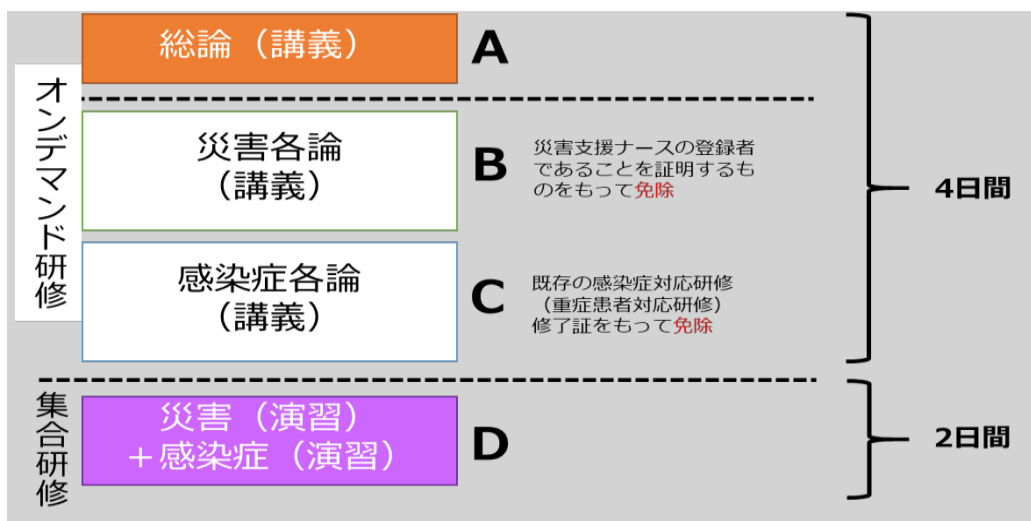 総論（講義）
A
オンデマンド研修
災害各論
（講義）
B
災害支援ナースの登録者
であることを証明するも
のをもって免除
4日間
感染症各論
（講義）
C
既存の感染症対応研修
（重症患者対応研修）
修了証をもって免除
集合研修
災害（演習）
＋感染症（演習）
D
2日間